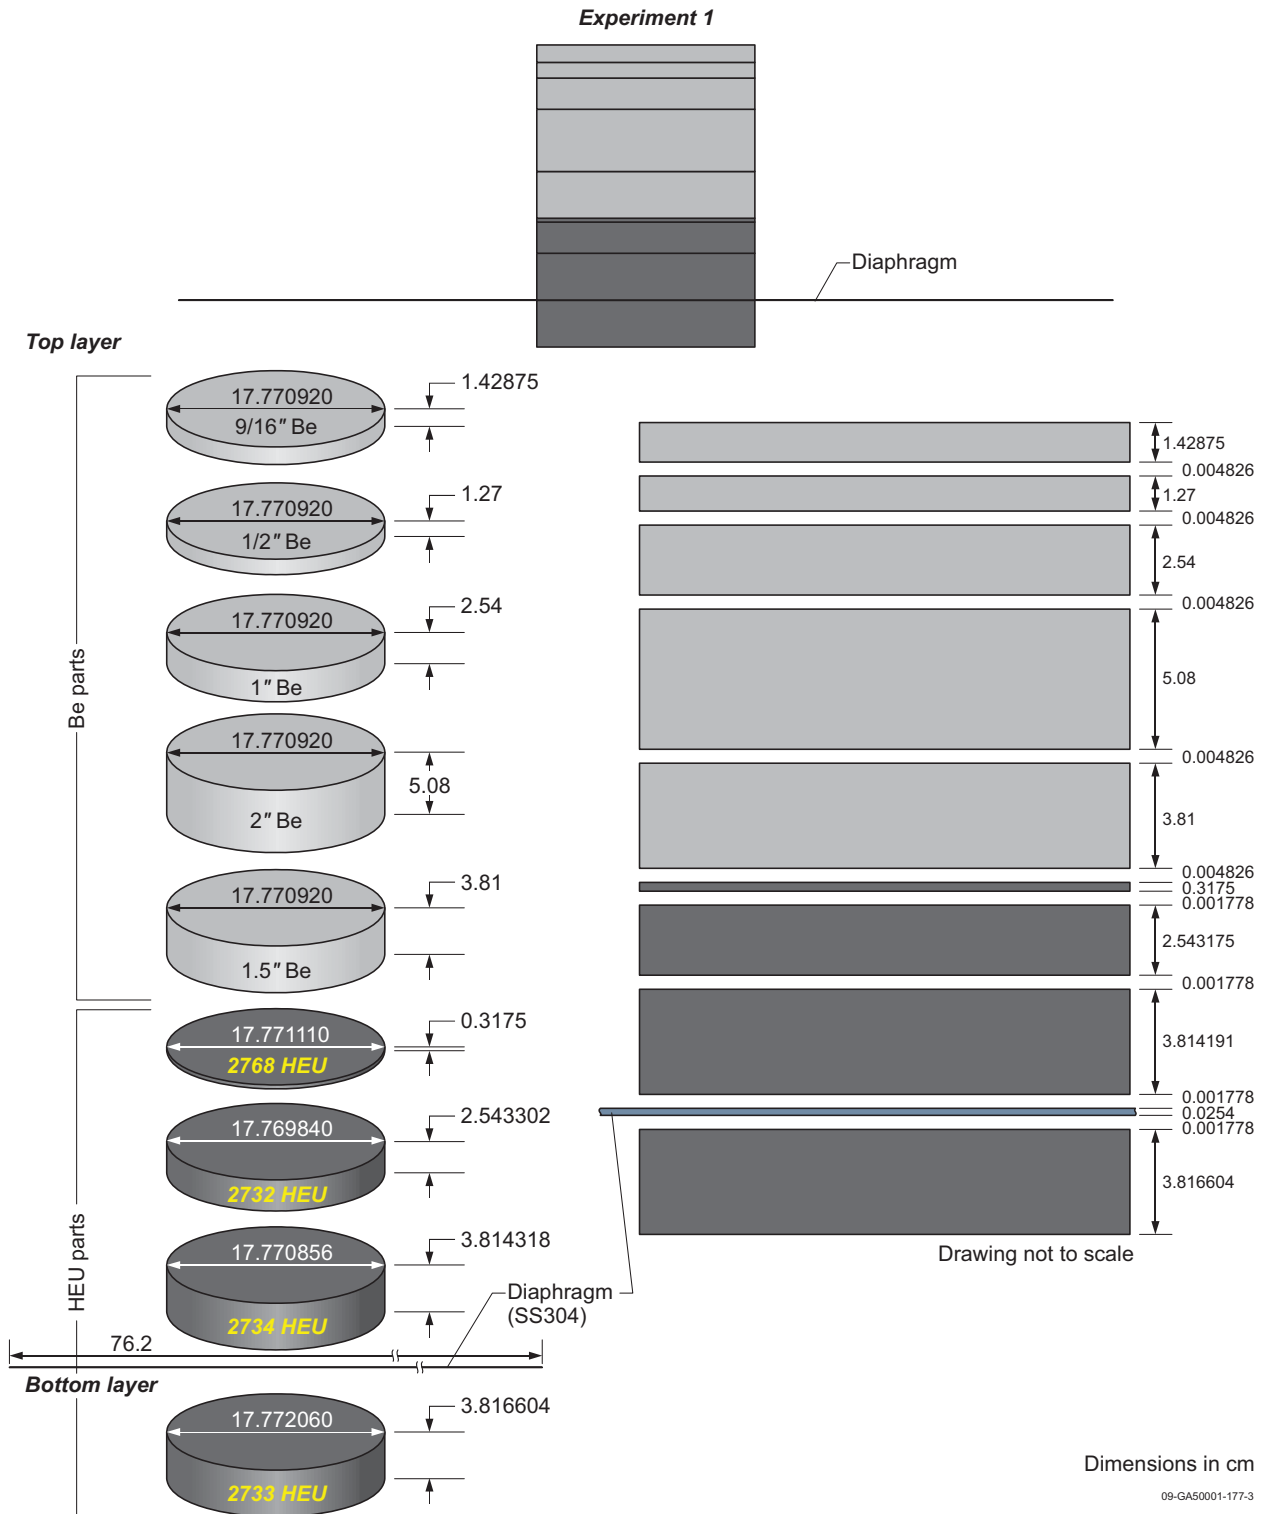 Experiment 1
Diaphragm
Top layer
Be parts
17.770920
9/16" Be
1.42875
17.770920
1/2" Be
1.27
17.770920
1" Be
2.54
17.770920
2" Be
5.08
17.770920
1.5" Be
3.81
HEU parts
17.771110
2768 HEU
0.3175
17.769840
2732 HEU
2.543302
17.770856
2734 HEU
3.814318
Diaphragm
(SS304)
76.2
Bottom layer
17.772060
2733 HEU
3.816604
1.42875
0.004826
1.27
0.004826
2.54
0.004826
5.08
0.004826
3.81
0.004826
0.3175
0.001778
2.543175
0.001778
3.814191
0.001778
0.0254
0.001778
3.816604
Drawing not to scale
Dimensions in cm
09-GA50001-177-3